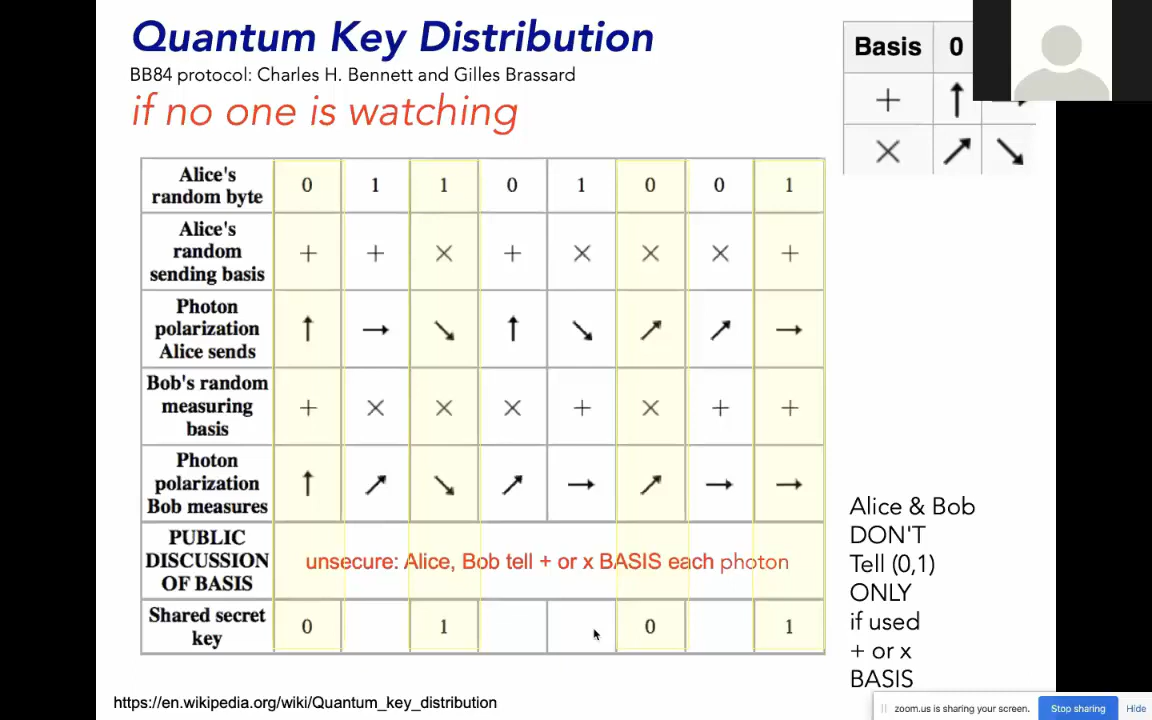 Quantum Key Distribution
BB84 protocol: Charles H. Bennett and Gilles Brassard
if no one is watching
Basis 0
+ ↑ →
× ↗ ↘
Alice's
random byte
0 1 1 0 1 0 0 1
Alice's
random
sending basis
+ + × + × × × +
Photon
polarization
Alice sends
↑ → ↘ ↑ ↘ ↗ ↗ →
Bob's random
measuring
basis
+ × × × + × + +
Photon
polarization
Bob measures
↑ ↗ ↘ ↗ → ↗ → →
PUBLIC
DISCUSSION
OF BASIS
unsecure: Alice, Bob tell + or x BASIS each photon
Shared secret
key
0 1 0 1
Alice & Bob
DON'T
Tell (0,1)
ONLY
if used
+ or x
BASIS
https://en.wikipedia.org/wiki/Quantum_key_distribution
zoom.us is sharing your screen. Stop sharing Hide